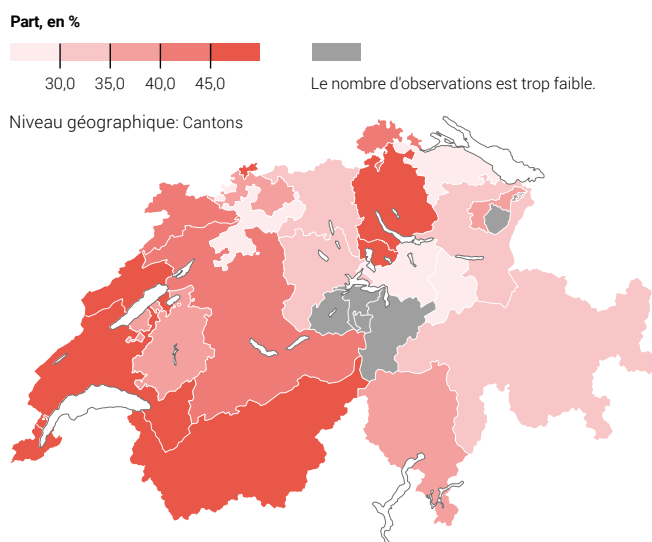 Part, en %
30,0 35,0 40,0 45,0
Le nombre d'observations est trop faible.
Niveau géographique: Cantons